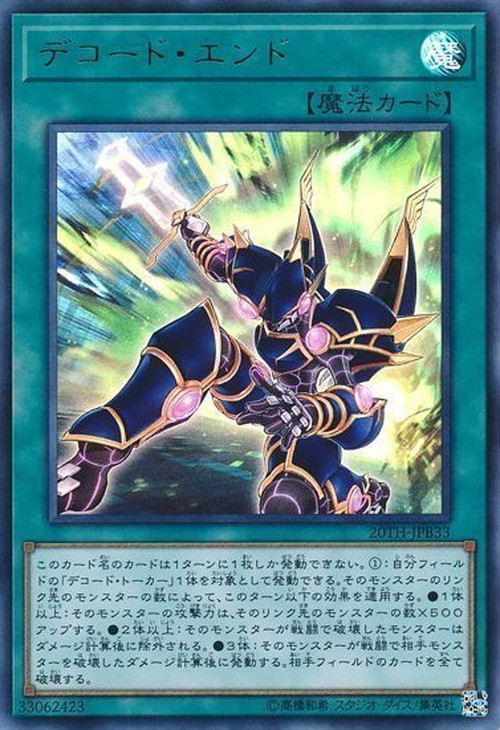 デコード・エンド
魔
【魔法カード】
20TH-JPB33
このカード名のカードは1ターンに1枚しか発動できない。①:自分フィール
ドの「デコード・トーカー」1体を対象として発動できる。そのモンスターのリン
ク先のモンスターの数によって、このターン以下の効果を適用する。●1体
以上:そのモンスターの攻撃力は、そのリンク先のモンスターの数×500
アップする。●2体以上:そのモンスターが戦闘で破壊したモンスターは
ダメージ計算後に除外される。●3体:そのモンスターが戦闘で相手モンス
ターを破壊したダメージ計算後に発動する。相手フィールドのカードを全て
破壊する。
33062423
©高橋和希 スタジオ・ダイス/集英社